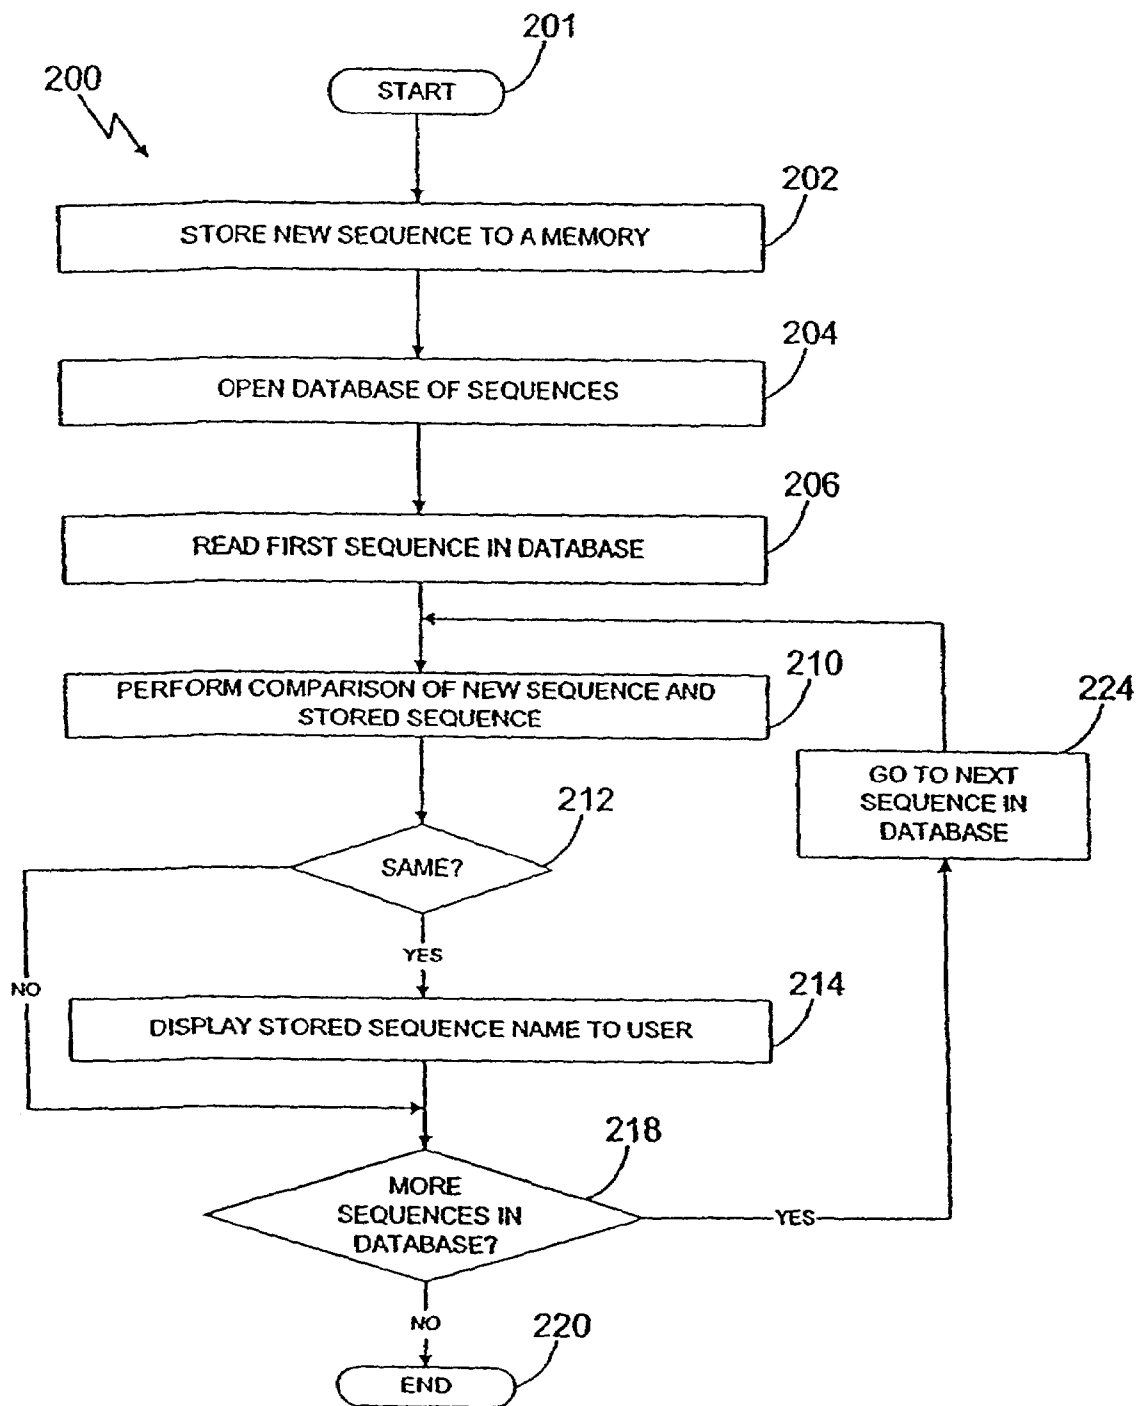 201
200
START
202
STORE NEW SEQUENCE TO A MEMORY
204
OPEN DATABASE OF SEQUENCES
206
READ FIRST SEQUENCE IN DATABASE
210
PERFORM COMPARISON OF NEW SEQUENCE AND
STORED SEQUENCE
224
GO TO NEXT
SEQUENCE IN
DATABASE
212
SAME?
YES
NO
214
DISPLAY STORED SEQUENCE NAME TO USER
218
MORE
SEQUENCES IN
DATABASE?
YES
NO
220
END